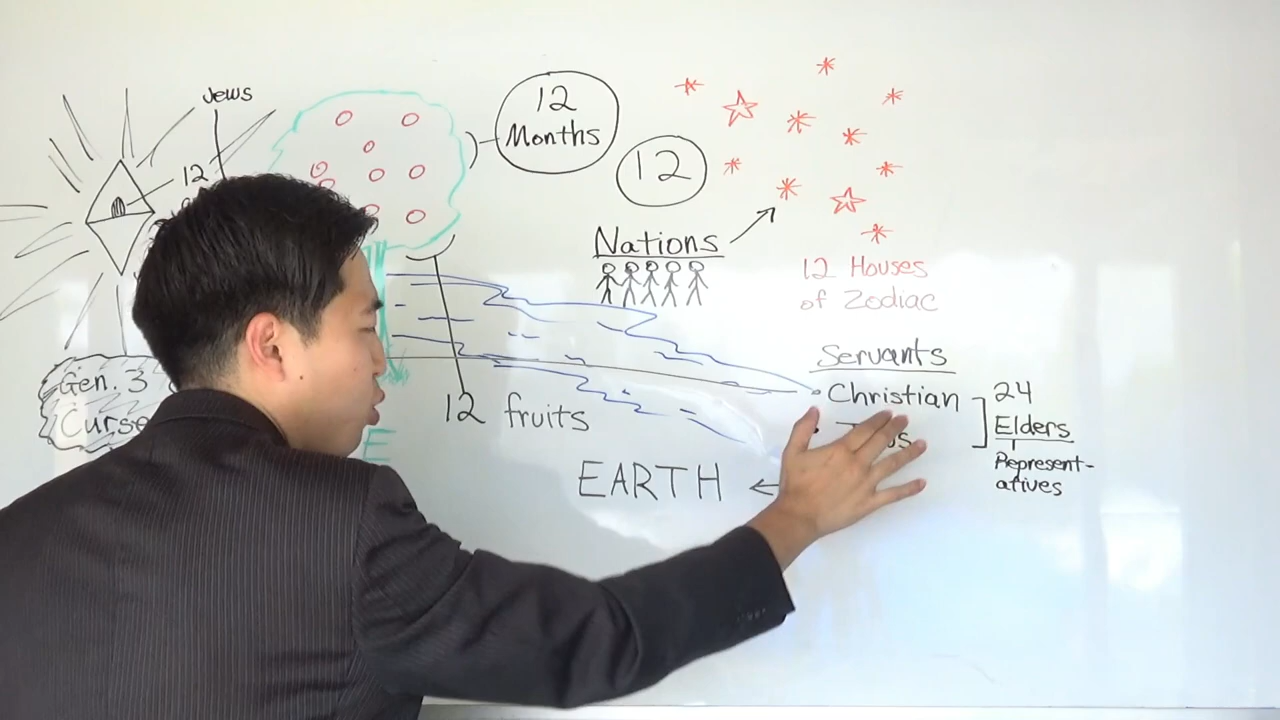 Jews
12
12
Months
12
Nations
12 Houses
of Zodiac
Gen. 3
Curse
12 fruits
E
EARTH
Servants
• Christian
24
Elders
Represent-
atives